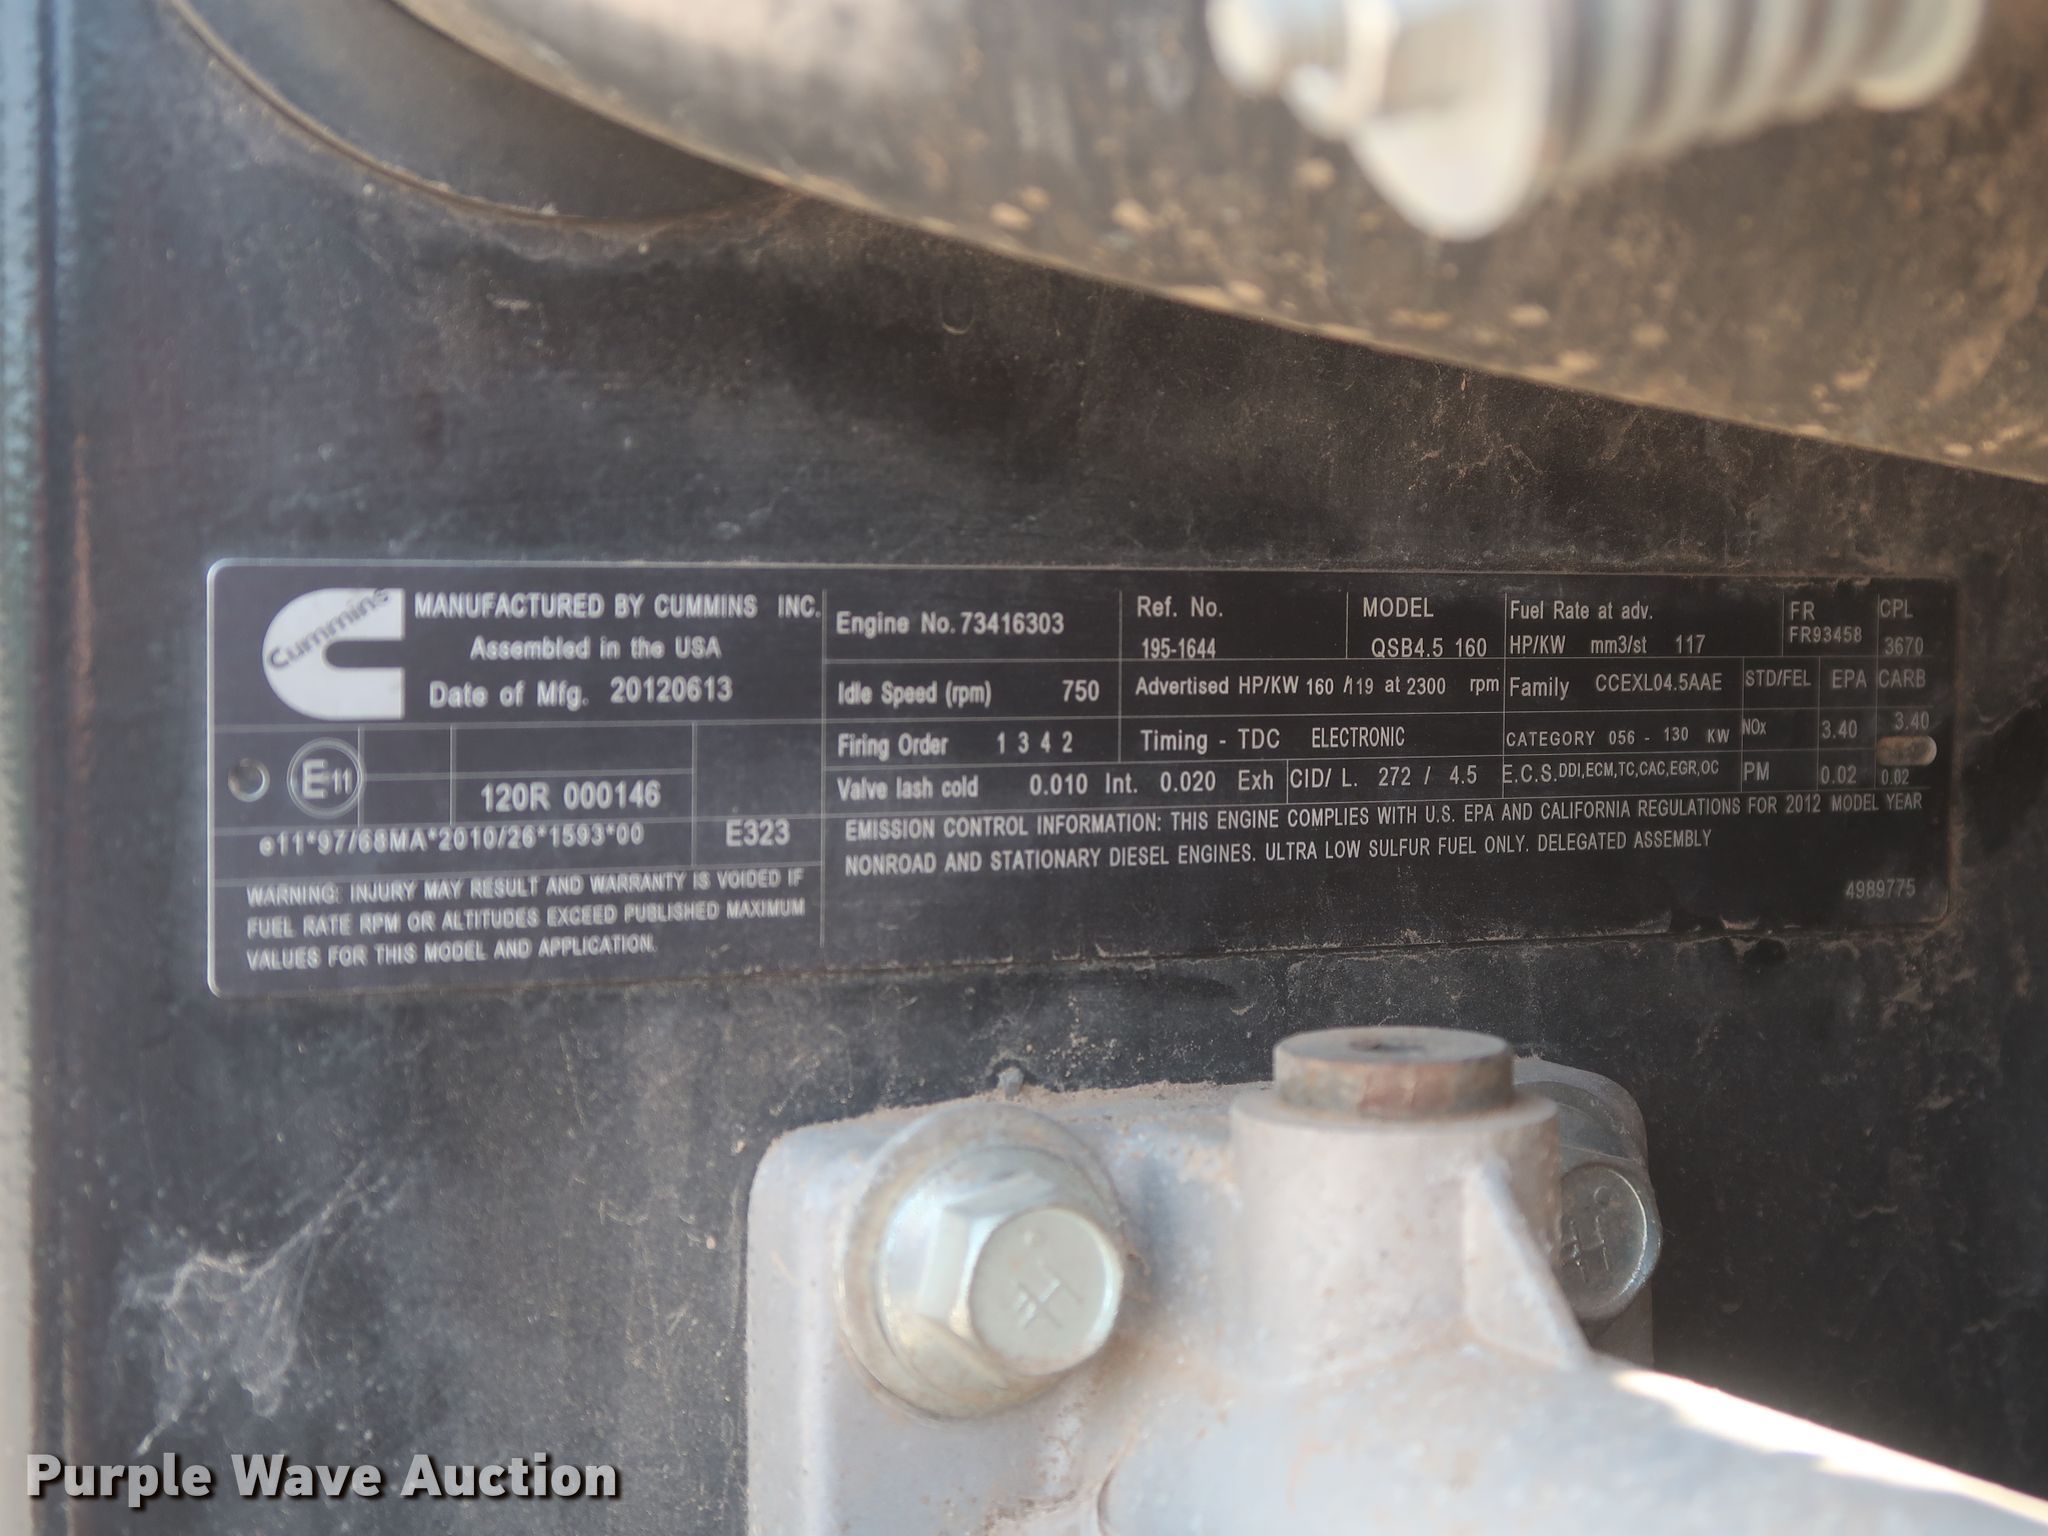 Cummins
MANUFACTURED BY CUMMINS INC.
Assembled in the USA
Date of Mfg. 20120613
E11
120R 000146
e11*97/68MA*2010/26*1593*00
E323
WARNING: INJURY MAY RESULT AND WARRANTY IS VOIDED IF
FUEL RATE RPM OR ALTITUDES EXCEED PUBLISHED MAXIMUM
VALUES FOR THIS MODEL AND APPLICATION.
Engine No. 73416303
Ref. No.
195-1644
MODEL
QSB4.5 160
Fuel Rate at adv.
HP/KW mm3/st 117
FR
FR93458
CPL
3670
Idle Speed (rpm) 750
Advertised HP/KW 160 /119 at 2300 rpm
Family CCEXL04.5AAE
STD/FEL EPA CARB
Firing Order 1 3 4 2
Timing - TDC ELECTRONIC
CATEGORY 056 - 130 KW
NOx 3.40 3.40
Valve lash cold 0.010 Int. 0.020 Exh
CID/ L. 272 / 4.5
E.C.S. DDI,ECM,TC,CAC,EGR,OC
PM 0.02 0.02
EMISSION CONTROL INFORMATION: THIS ENGINE COMPLIES WITH U.S. EPA AND CALIFORNIA REGULATIONS FOR 2012 MODEL YEAR
NONROAD AND STATIONARY DIESEL ENGINES. ULTRA LOW SULFUR FUEL ONLY. DELEGATED ASSEMBLY
4989775
Purple Wave Auction